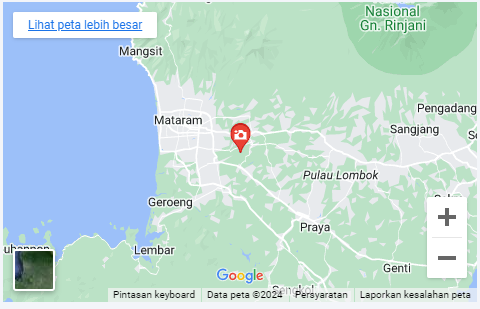 Lihat peta lebih besar
Nasional
Gn. Rinjani
Mangsit
Pengadang
Mataram
Sangjang
Pulau Lombok
Geroeng
Praya
Lembar
Genti
Google
Pintasan keyboard
Data peta ©2024
Persyaratan
Laporkan kesalahan peta